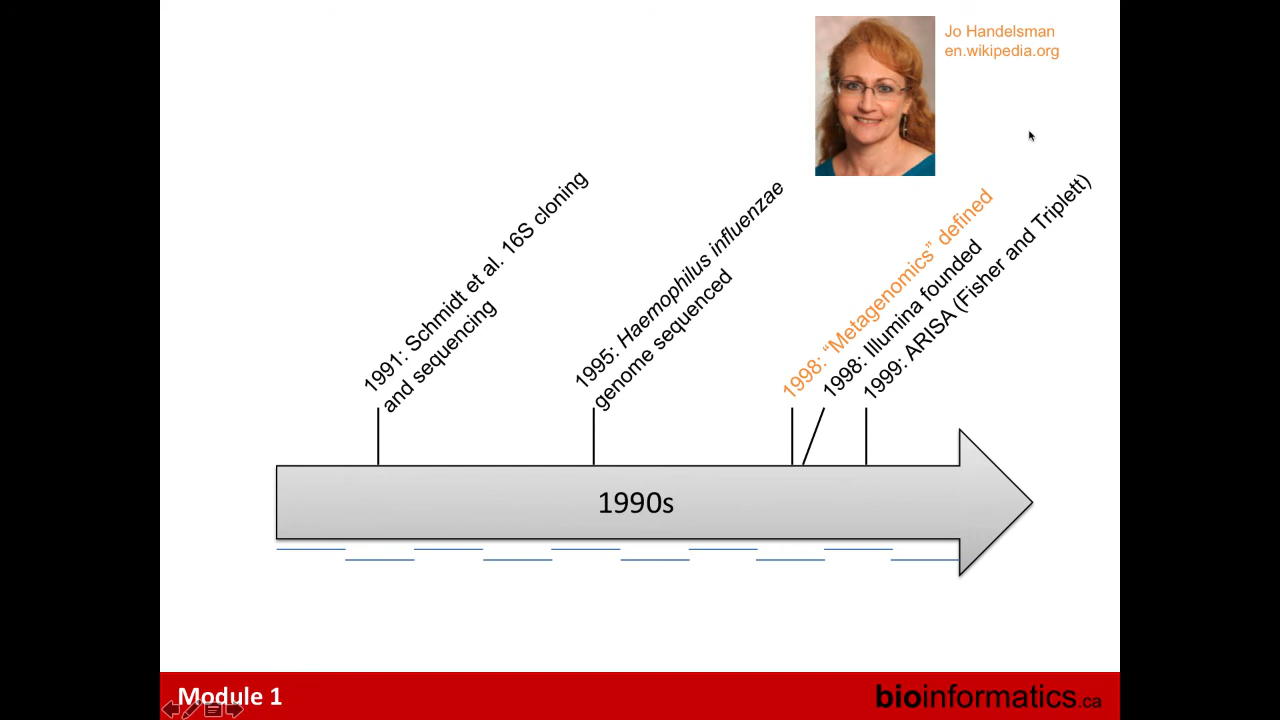 Jo Handelsman
en.wikipedia.org
1991: Schmidt et al. 16S cloning
and sequencing
1995: Haemophilus influenzae
genome sequenced
1998: “Metagenomics” defined
1998: Illumina founded
1999: ARISA (Fisher and Triplett)
1990s
Module 1
bioinformatics.ca